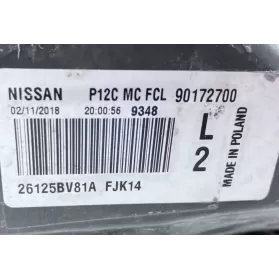 NISSAN P12C MC FCL 90172700
02/11/2018 20:00:56 9348
L
2
MADE IN POLAND
26125BV81A FJK14